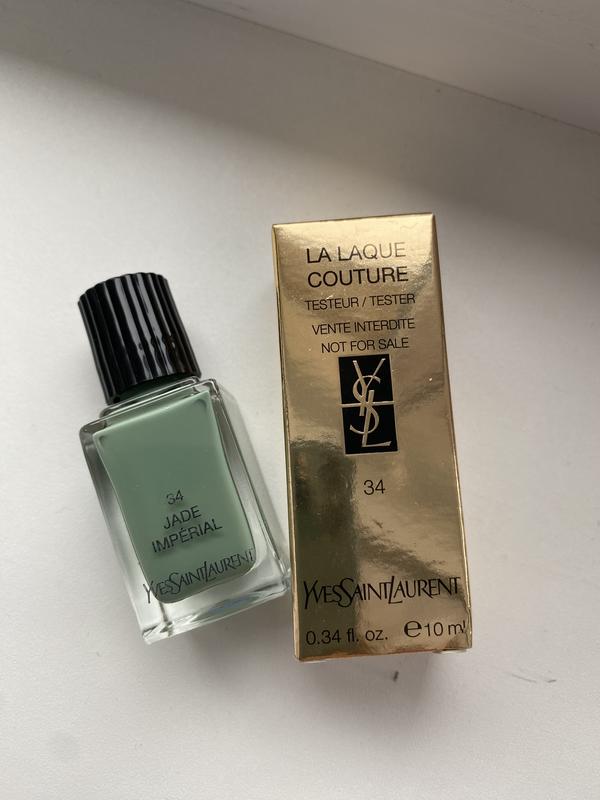 34
JADE
IMPÉRIAL
YVESSAINTLAURENT
LA LAQUE
COUTURE
TESTEUR / TESTER
VENTE INTERDITE
NOT FOR SALE
YSL
34
YVESSAINTLAURENT
0.34 fl. oz. ℮ 10 ml